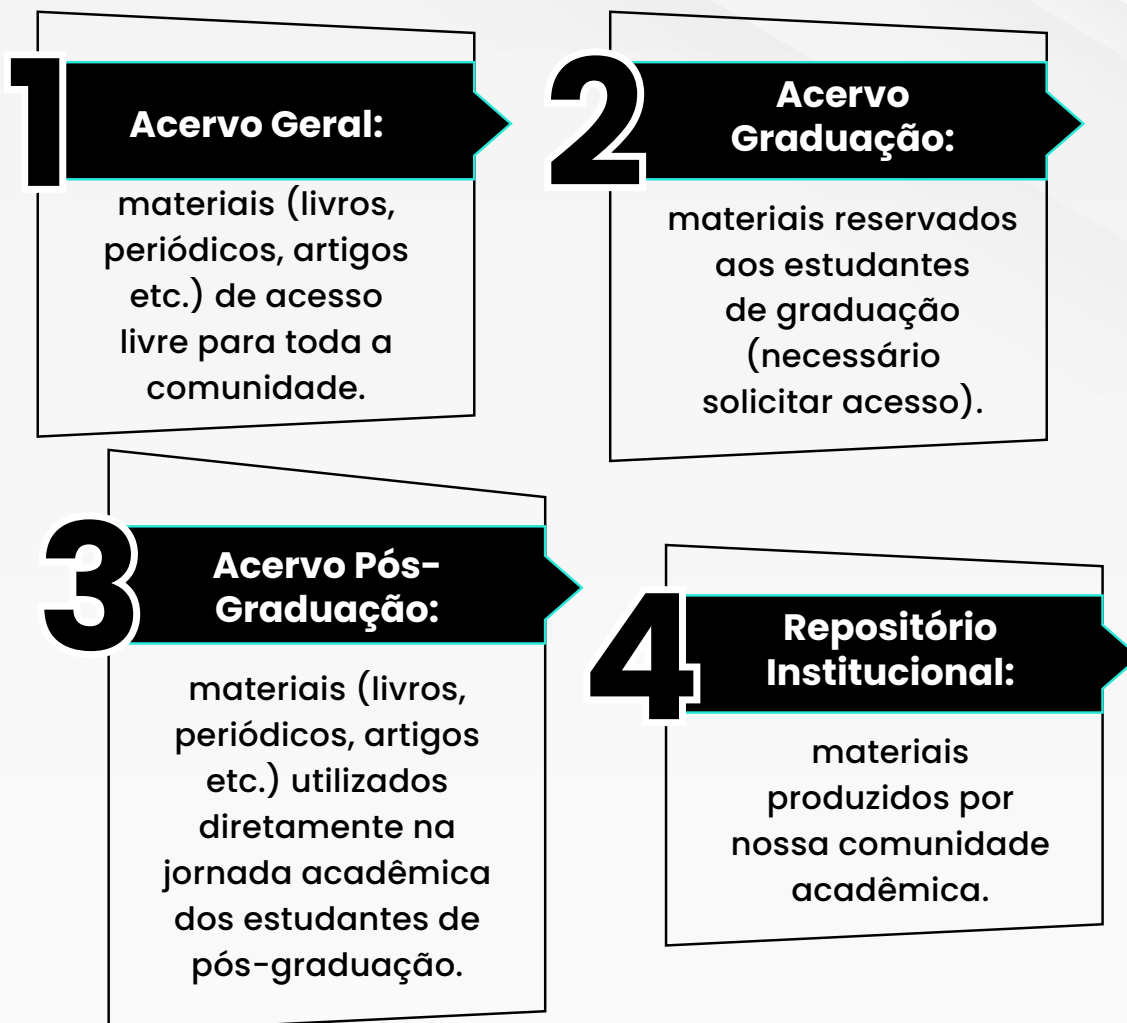 1
Acervo Geral:
materiais (livros,
periódicos, artigos
etc.) de acesso
livre para toda a
comunidade.
2
Acervo
Graduação:
materiais reservados
aos estudantes
de graduação
(necessário
solicitar acesso).
3
Acervo Pós-
Graduação:
materiais (livros,
periódicos, artigos
etc.) utilizados
diretamente na
jornada acadêmica
dos estudantes de
pós-graduação.
4
Repositório
Institucional:
materiais
produzidos por
nossa comunidade
acadêmica.